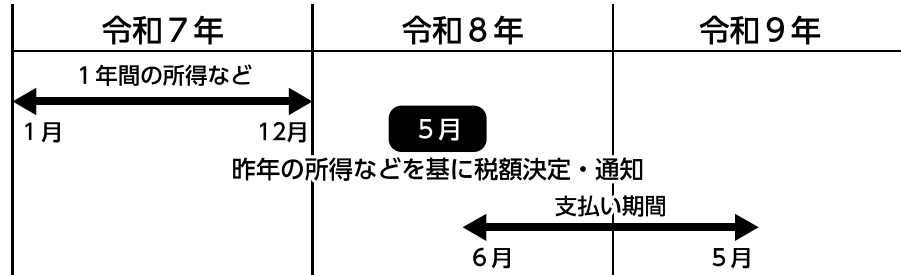 令和７年
令和８年
令和９年
１年間の所得など
１月
12月
５月
昨年の所得などを基に税額決定・通知
支払い期間
６月
５月